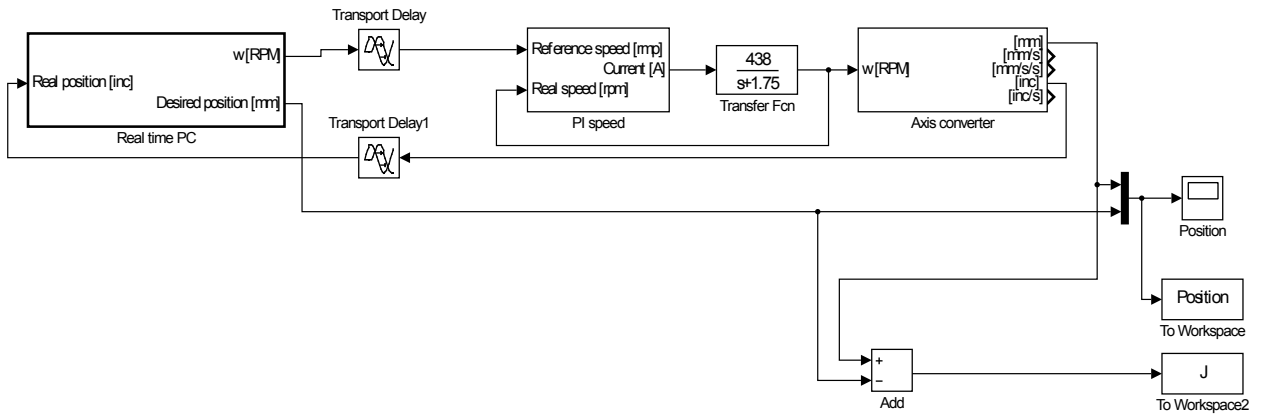 Transport Delay
w[RPM]
Real position [inc]
Desired position [mm]
Real time PC
Transport Delay1
Reference speed [rmp]
Current [A]
Real speed [rpm]
PI speed
438
s+1.75
Transfer Fcn
w[RPM]
[mm]
[mm/s]
[mm/s/s]
[inc]
[inc/s]
Axis converter
Position
Position
To Workspace
+
−
Add
J
To Workspace2